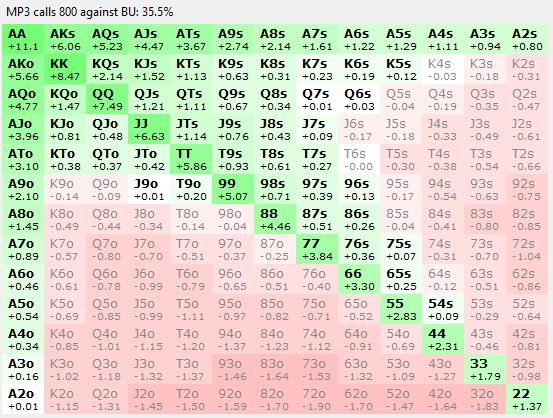 MP3 calls 800 against BU: 35.5%
AA AKs AQs AJs ATs A9s A8s A7s A6s A5s A4s A3s A2s
+11.1 +6.06 +5.23 +4.47 +3.67 +2.74 +2.14 +1.61 +1.22 +1.29 +1.11 +0.94 +0.80
AKo KK KQs KJs KTs K9s K8s K7s K6s K5s K4s K3s K2s
+5.66 +8.47 +2.14 +1.52 +1.13 +0.63 +0.31 +0.23 +0.19 +0.12 -0.03 -0.18 -0.31
AQo KQo QQ QJs QTs Q9s Q8s Q7s Q6s Q5s Q4s Q3s Q2s
+4.77 +1.47 +7.49 +1.21 +1.11 +0.67 +0.34 +0.01 +0.03 -0.04 -0.19 -0.35 -0.47
AJo KJo QJo JJ JTs J9s J8s J7s J6s J5s J4s J3s J2s
+3.96 +0.81 +0.48 +6.63 +1.14 +0.76 +0.43 +0.09 -0.17 -0.18 -0.33 -0.49 -0.61
ATo KTo QTo JTo TT T9s T8s T7s T6s T5s T4s T3s T2s
+3.10 +0.38 +0.37 +0.42 +5.86 +0.93 +0.61 +0.27 -0.00 -0.30 -0.38 -0.54 -0.66
A9o K9o Q9o J9o T9o 99 98s 97s 96s 95s 94s 93s 92s
+2.10 -0.14 -0.09 +0.01 +0.20 +5.07 +0.71 +0.39 +0.13 -0.17 -0.54 -0.63 -0.75
A8o K8o Q8o J8o T8o 98o 88 87s 86s 85s 84s 83s 82s
+1.45 -0.49 -0.44 -0.34 -0.14 -0.04 +4.46 +0.51 +0.26 -0.04 -0.41 -0.80 -0.85
A7o K7o Q7o J7o T7o 97o 87o 77 76s 75s 74s 73s 72s
+0.89 -0.57 -0.80 -0.70 -0.51 -0.37 -0.25 +3.84 +0.36 +0.07 -0.31 -0.70 -1.04
A6o K6o Q6o J6o T6o 96o 86o 76o 66 65s 64s 63s 62s
+0.46 -0.61 -0.78 -0.99 -0.79 -0.65 -0.51 -0.40 +3.30 +0.25 -0.12 -0.51 -0.86
A5o K5o Q5o J5o T5o 95o 85o 75o 65o 55 54s 53s 52s
+0.54 -0.69 -0.85 -0.99 -1.11 -0.97 -0.82 -0.71 -0.52 +2.83 +0.09 -0.29 -0.64
A4o K4o Q4o J4o T4o 94o 84o 74o 64o 54o 44 43s 42s
+0.34 -0.85 -1.01 -1.15 -1.20 -1.37 -1.23 -1.12 -0.91 -0.69 +2.31 -0.46 -0.81
A3o K3o Q3o J3o T3o 93o 83o 73o 63o 53o 43o 33 32s
+0.16 -1.02 -1.18 -1.32 -1.37 -1.46 -1.64 -1.53 -1.32 -1.09 -1.27 +1.79 -0.98
A2o K2o Q2o J2o T2o 92o 82o 72o 62o 52o 42o 32o 22
+0.01 -1.15 -1.31 -1.45 -1.50 -1.59 -1.70 -1.90 -1.70 -1.47 -1.64 -1.83 +1.37